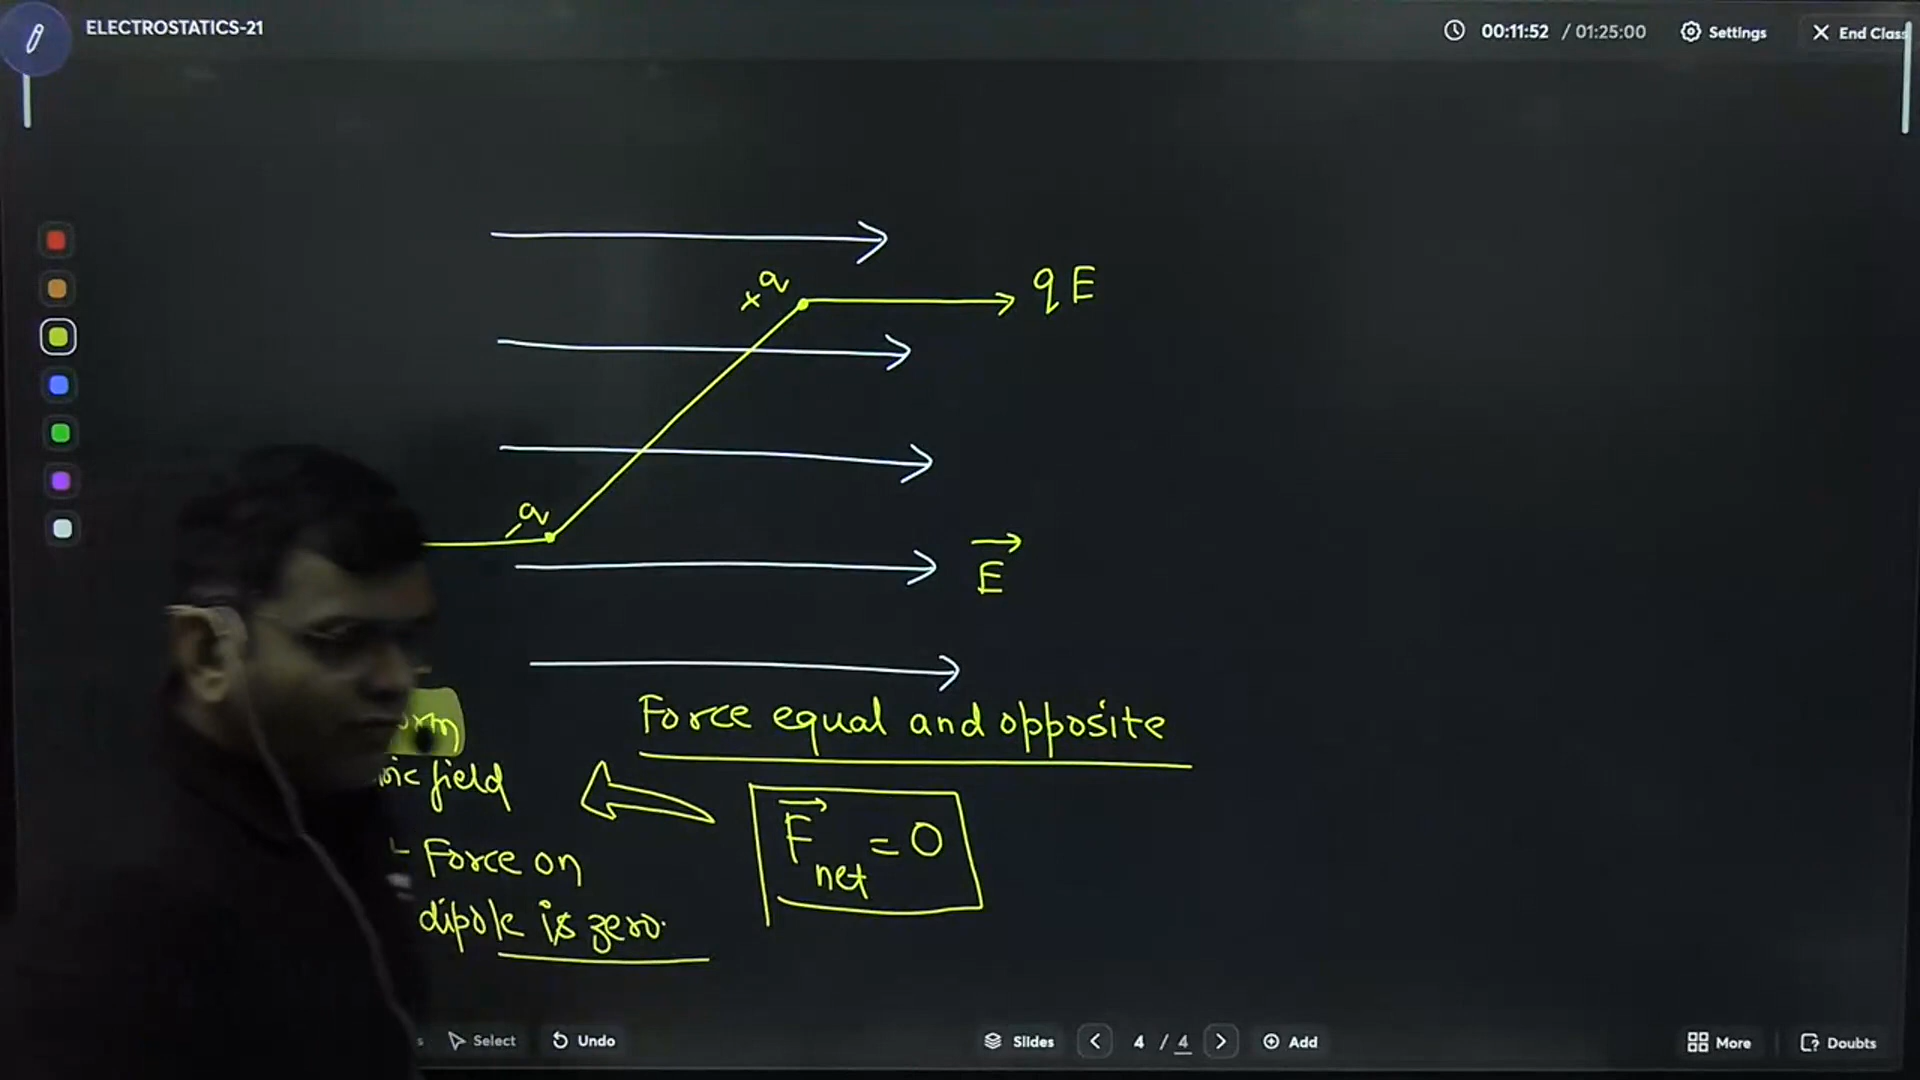 ELECTROSTATICS-21
00:11:52 / 01:25:00
Settings
End Class
+q
qE
-q
E
Force equal and opposite
field
F net = 0
Force on
dipole is zero.
Select
Undo
Slides
4 / 4
Add
More
Doubts